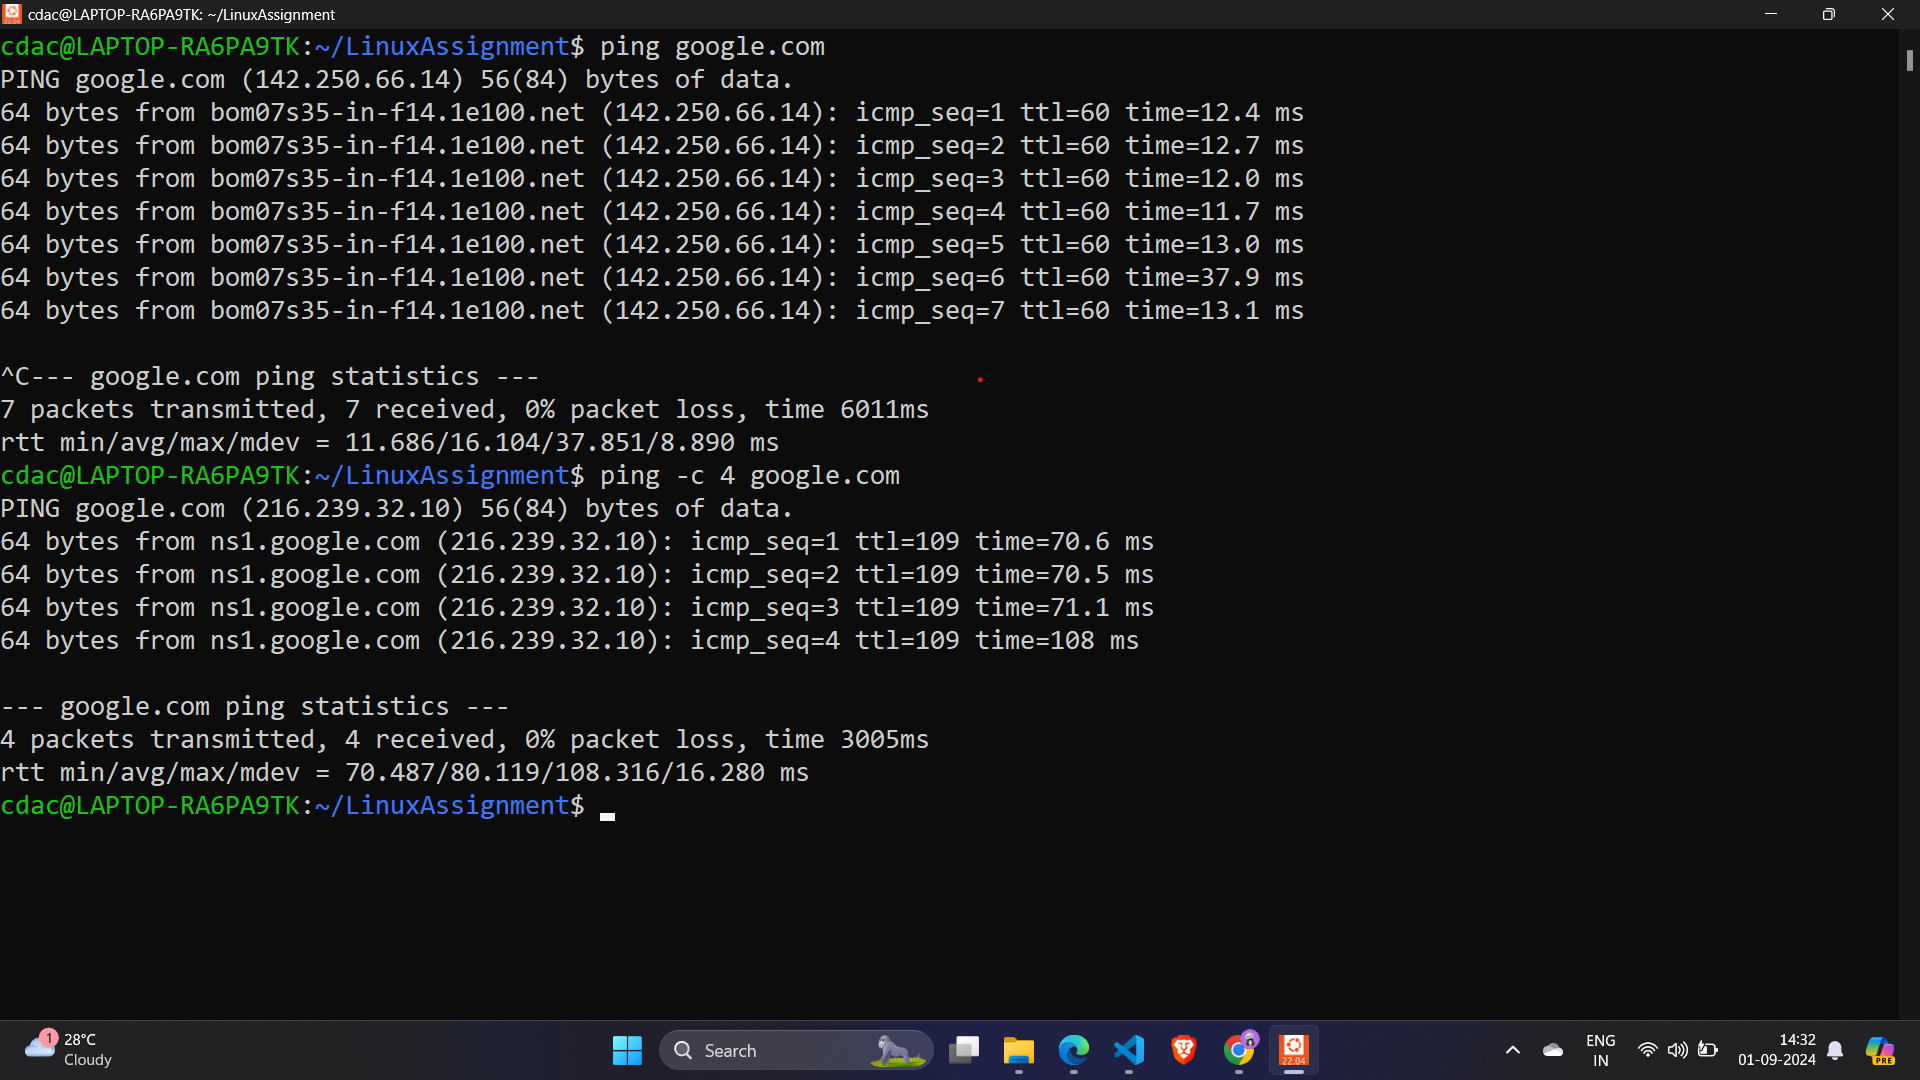 cdac@LAPTOP-RA6PA9TK: ~/LinuxAssignment
cdac@LAPTOP-RA6PA9TK:~/LinuxAssignment$ ping google.com
PING google.com (142.250.66.14) 56(84) bytes of data.
64 bytes from bom07s35-in-f14.1e100.net (142.250.66.14): icmp_seq=1 ttl=60 time=12.4 ms
64 bytes from bom07s35-in-f14.1e100.net (142.250.66.14): icmp_seq=2 ttl=60 time=12.7 ms
64 bytes from bom07s35-in-f14.1e100.net (142.250.66.14): icmp_seq=3 ttl=60 time=12.0 ms
64 bytes from bom07s35-in-f14.1e100.net (142.250.66.14): icmp_seq=4 ttl=60 time=11.7 ms
64 bytes from bom07s35-in-f14.1e100.net (142.250.66.14): icmp_seq=5 ttl=60 time=13.0 ms
64 bytes from bom07s35-in-f14.1e100.net (142.250.66.14): icmp_seq=6 ttl=60 time=37.9 ms
64 bytes from bom07s35-in-f14.1e100.net (142.250.66.14): icmp_seq=7 ttl=60 time=13.1 ms
^C--- google.com ping statistics ---
7 packets transmitted, 7 received, 0% packet loss, time 6011ms
rtt min/avg/max/mdev = 11.686/16.104/37.851/8.890 ms
cdac@LAPTOP-RA6PA9TK:~/LinuxAssignment$ ping -c 4 google.com
PING google.com (216.239.32.10) 56(84) bytes of data.
64 bytes from ns1.google.com (216.239.32.10): icmp_seq=1 ttl=109 time=70.6 ms
64 bytes from ns1.google.com (216.239.32.10): icmp_seq=2 ttl=109 time=70.5 ms
64 bytes from ns1.google.com (216.239.32.10): icmp_seq=3 ttl=109 time=71.1 ms
64 bytes from ns1.google.com (216.239.32.10): icmp_seq=4 ttl=109 time=108 ms
--- google.com ping statistics ---
4 packets transmitted, 4 received, 0% packet loss, time 3005ms
rtt min/avg/max/mdev = 70.487/80.119/108.316/16.280 ms
cdac@LAPTOP-RA6PA9TK:~/LinuxAssignment$
1
28°C
Cloudy
Search
22.04
ENG
IN
14:32
01-09-2024
PRE